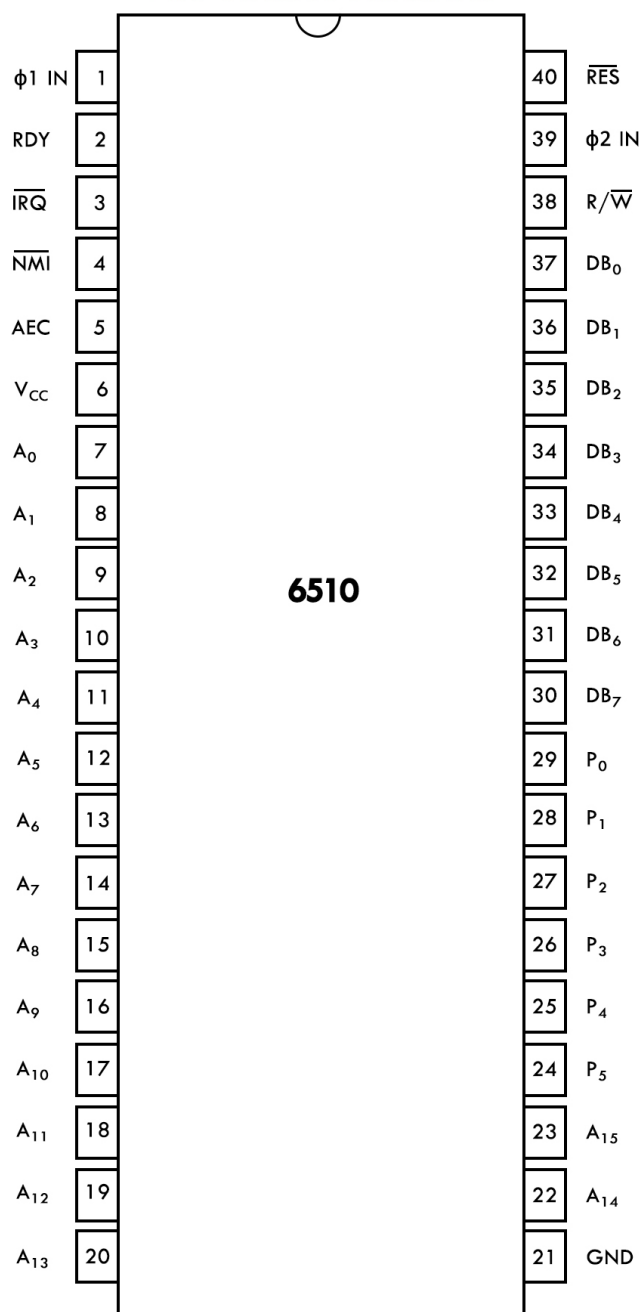 ϕ1 IN 1 40 R̅E̅S̅
RDY 2 39 ϕ2 IN
I̅R̅Q̅ 3 38 R/W̅
N̅M̅I̅ 4 37 DB₀
AEC 5 36 DB₁
V_CC 6 35 DB₂
A₀ 7 34 DB₃
A₁ 8 33 DB₄
A₂ 9 32 DB₅
6510
A₃ 10 31 DB₆
A₄ 11 30 DB₇
A₅ 12 29 P₀
A₆ 13 28 P₁
A₇ 14 27 P₂
A₈ 15 26 P₃
A₉ 16 25 P₄
A₁₀ 17 24 P₅
A₁₁ 18 23 A₁₅
A₁₂ 19 22 A₁₄
A₁₃ 20 21 GND